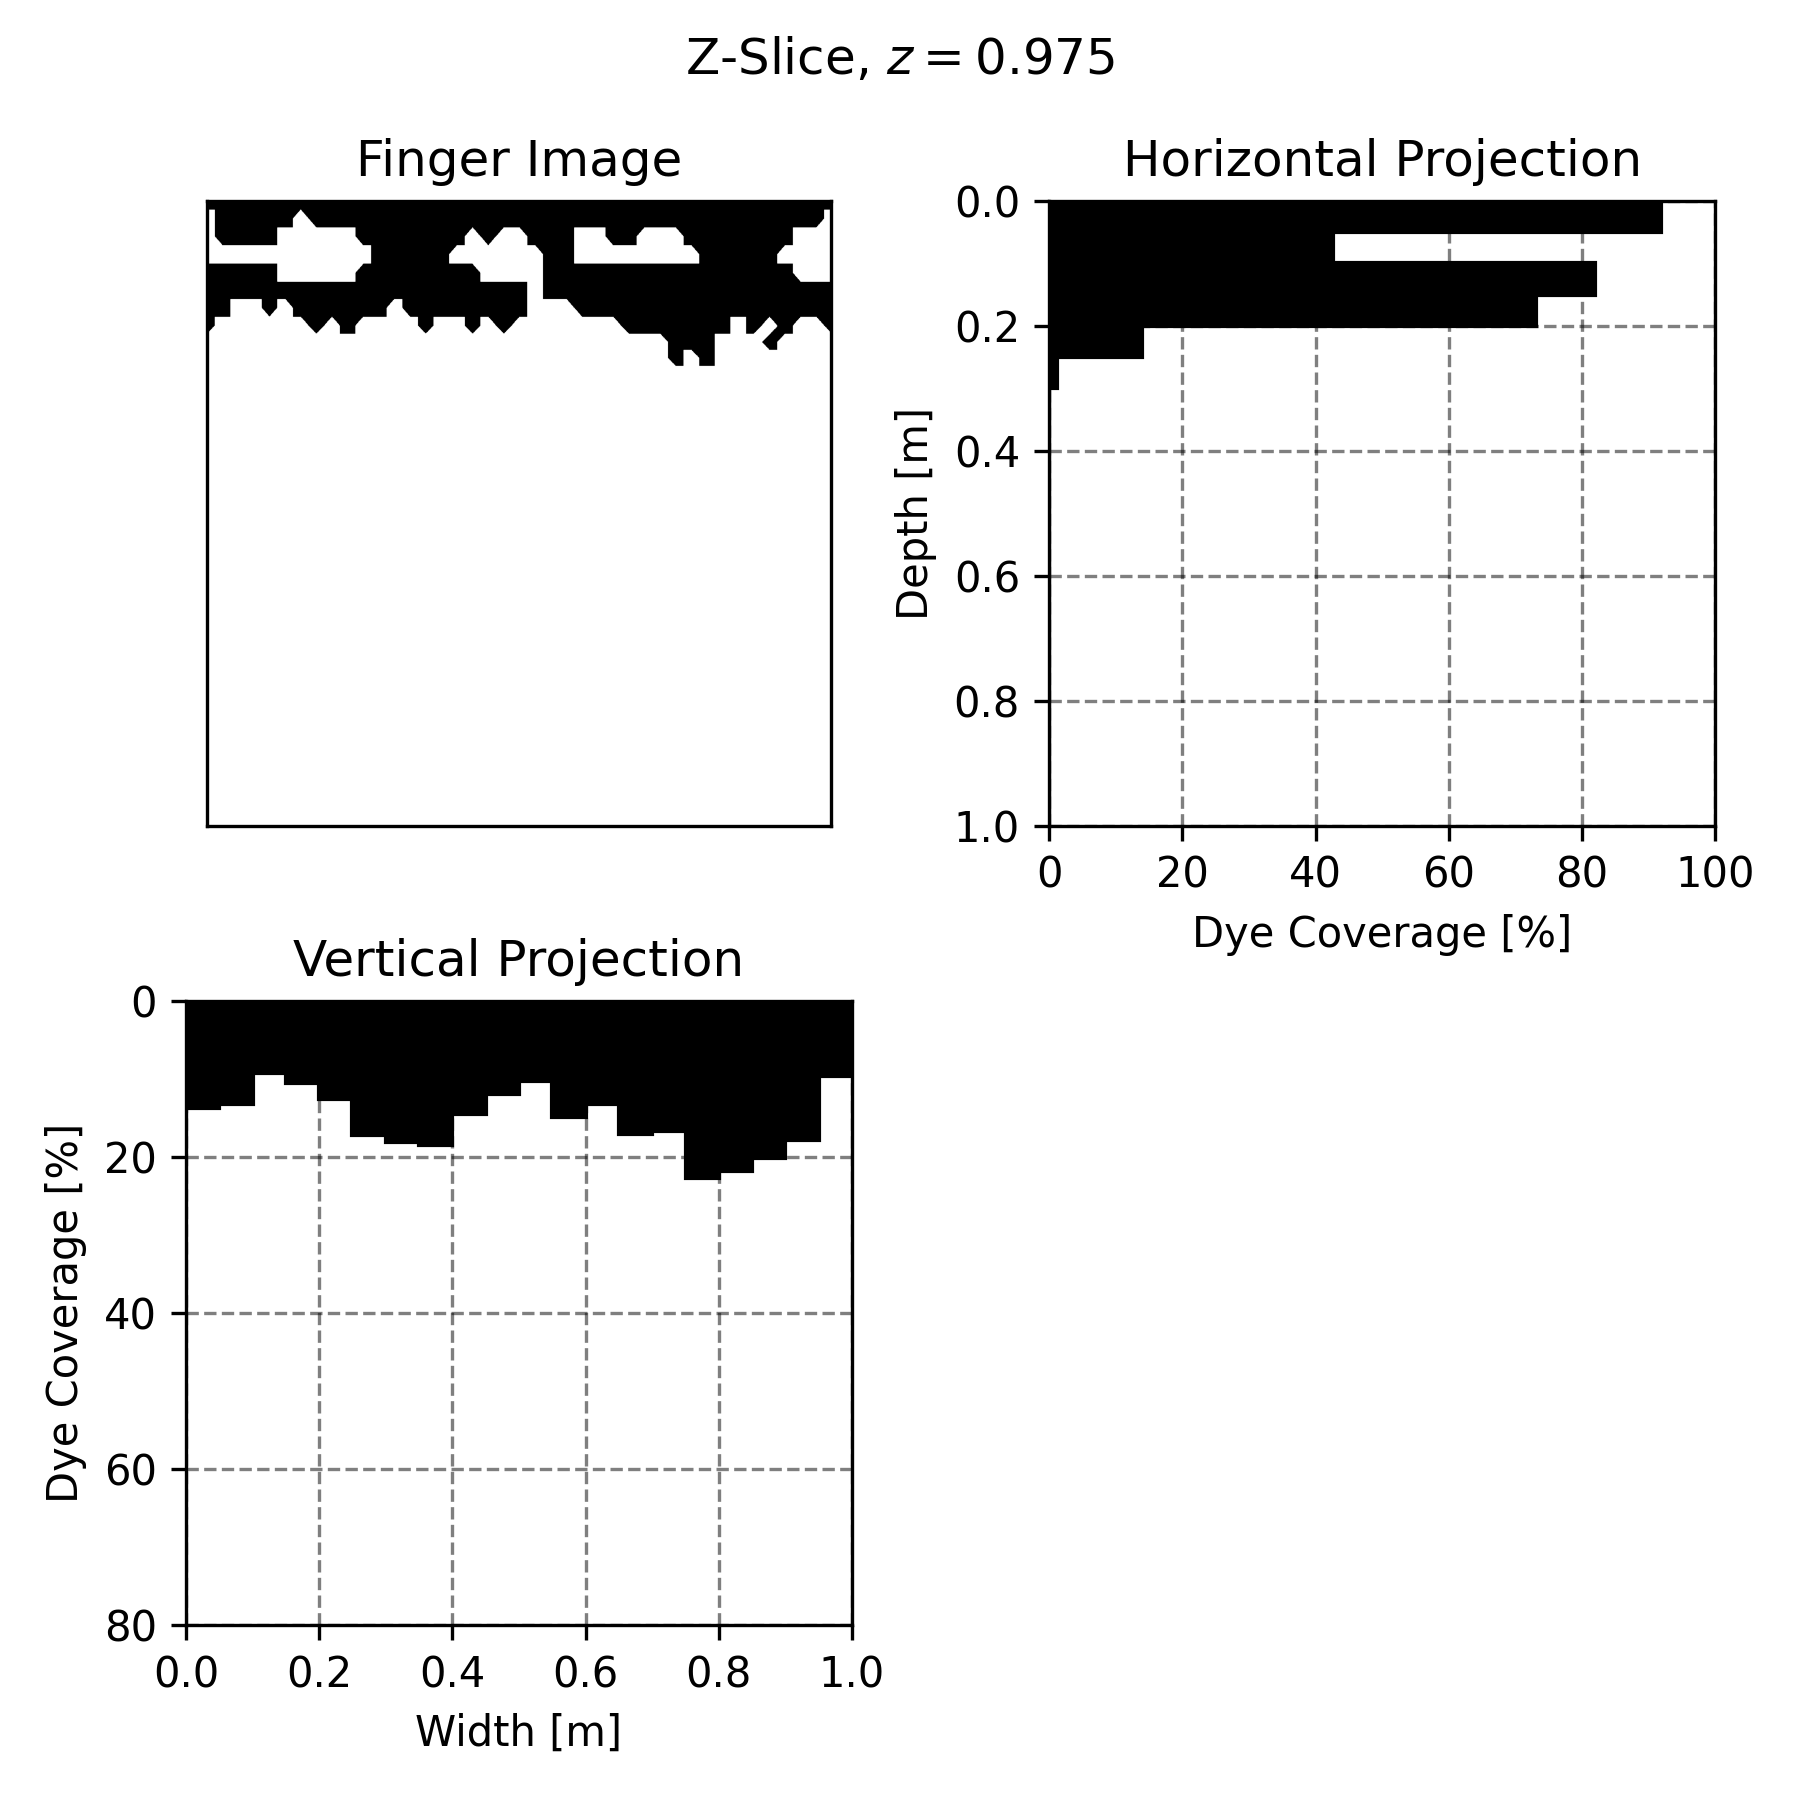 Z-Slice, z = 0.975
Finger Image
Horizontal Projection
0.0
0.2
0.4
0.6
0.8
1.0
Depth [m]
0 20 40 60 80 100
Dye Coverage [%]
Vertical Projection
0
20
40
60
80
Dye Coverage [%]
0.0 0.2 0.4 0.6 0.8 1.0
Width [m]